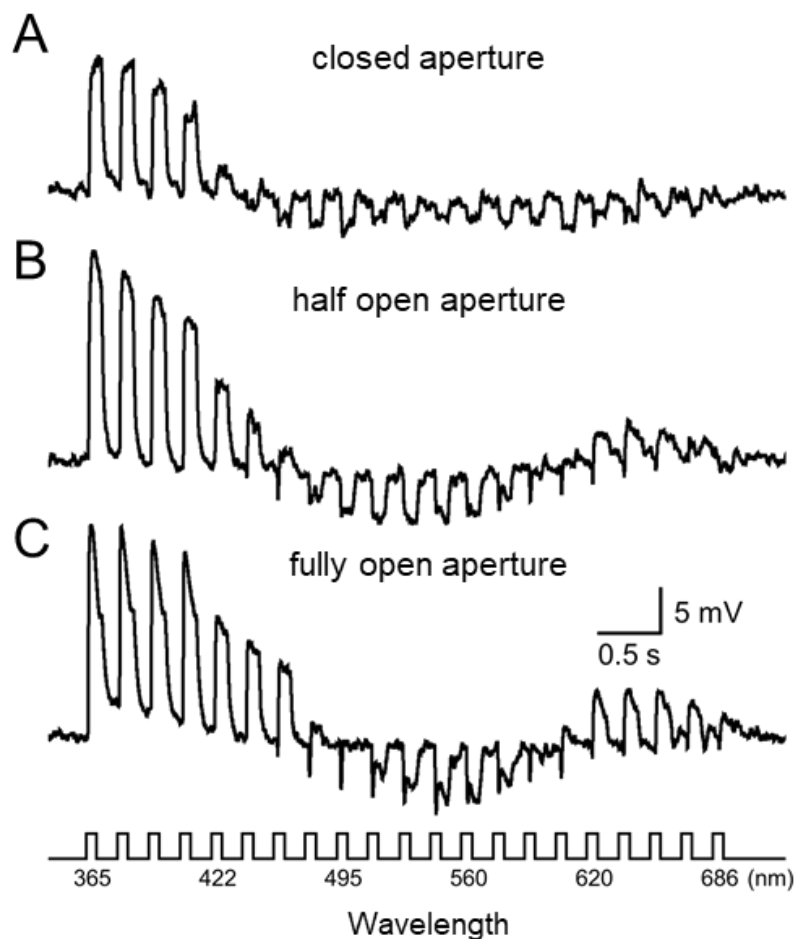 A
closed aperture
B
half open aperture
C
fully open aperture
5 mV
0.5 s
365 422 495 560 620 686 (nm)
Wavelength